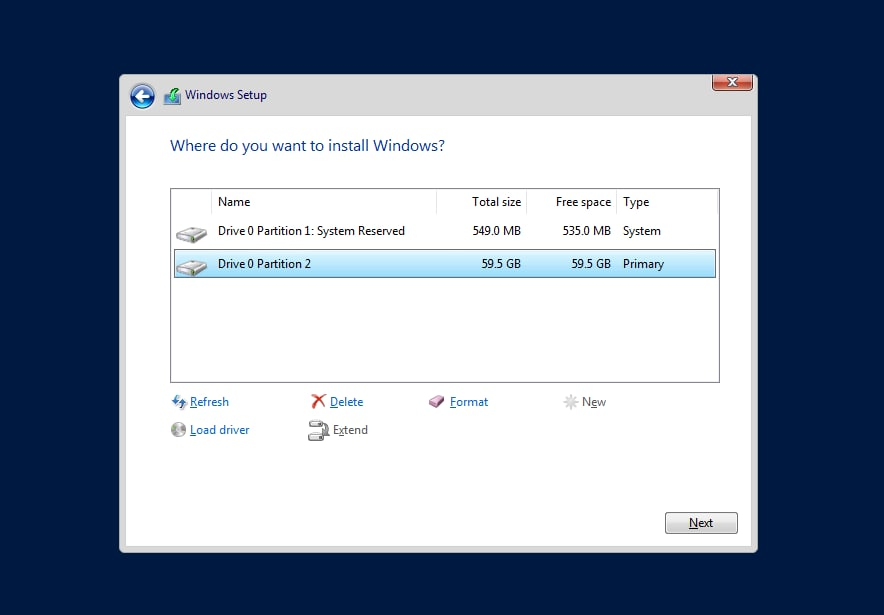 Windows Setup
Where do you want to install Windows?
Name Total size Free space Type
Drive 0 Partition 1: System Reserved 549.0 MB 535.0 MB System
Drive 0 Partition 2 59.5 GB 59.5 GB Primary
Refresh Delete Format New
Load driver Extend
Next